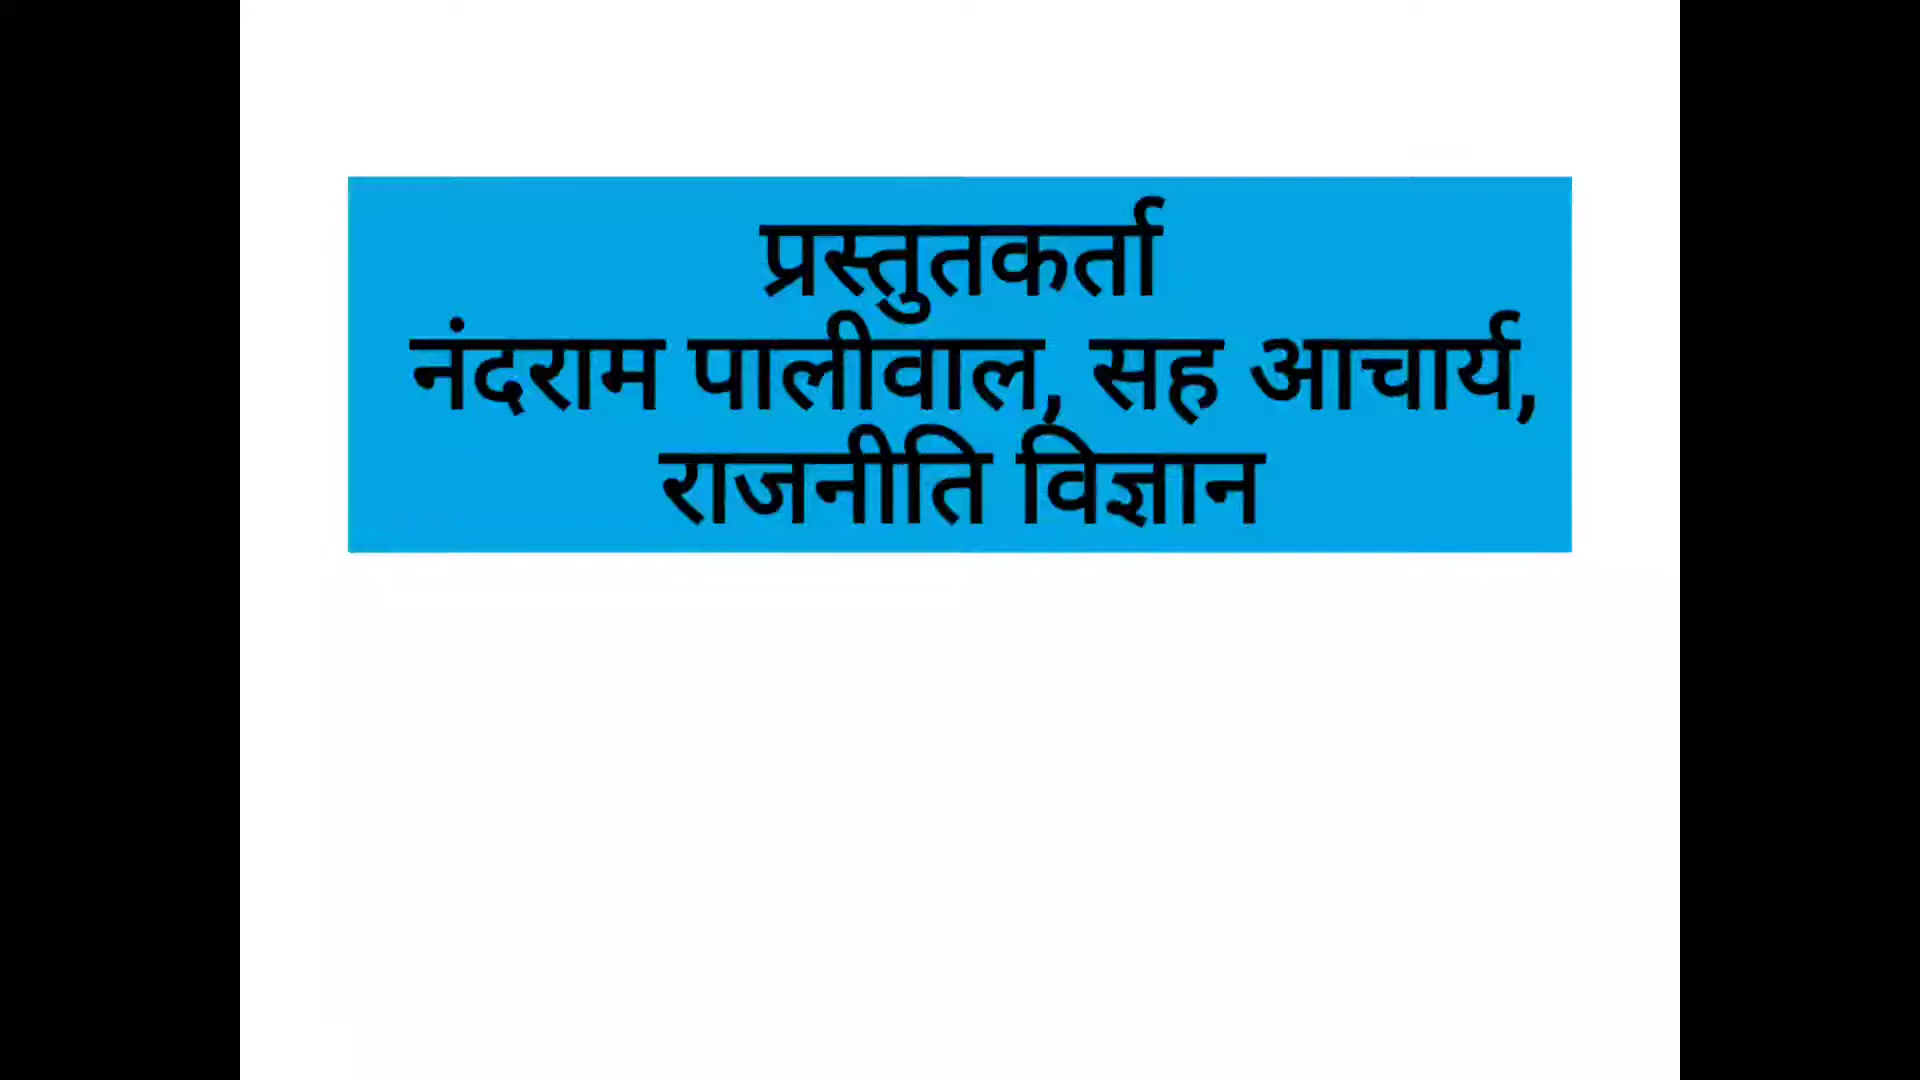 प्रस्तुतकर्ता
नंदराम पालीवाल, सह आचार्य,
राजनीति विज्ञान